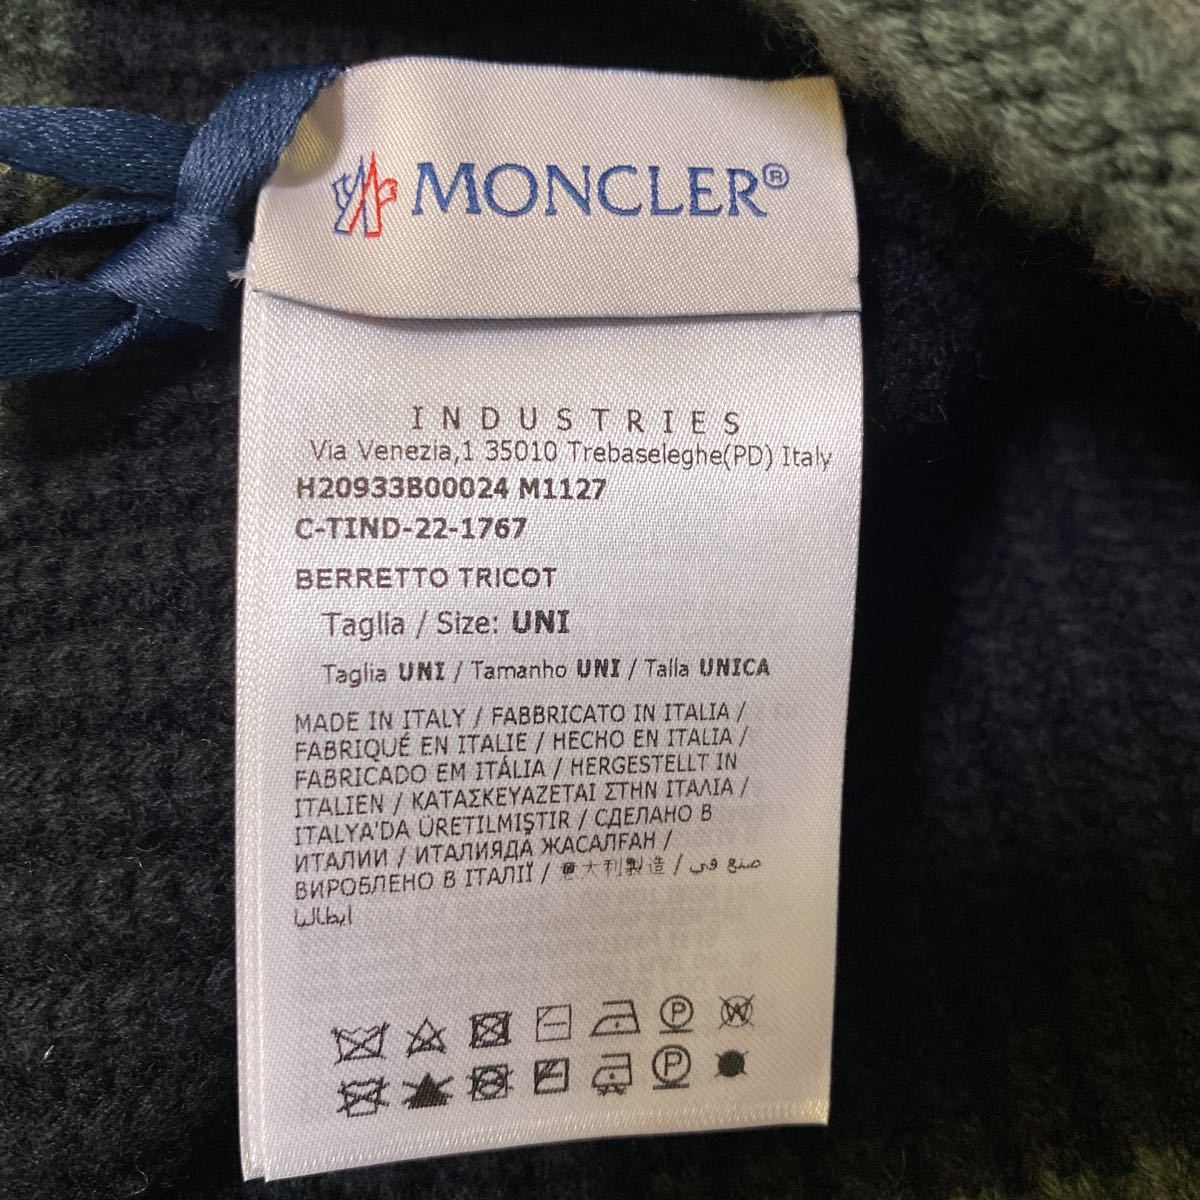 MONCLER®
INDUSTRIES
Via Venezia,1 35010 Trebaseleghe(PD) Italy
H20933B00024 M1127
C-TIND-22-1767
BERRETTO TRICOT
Taglia / Size: UNI
Taglia UNI / Tamanho UNI / Talla UNICA
MADE IN ITALY / FABBRICATO IN ITALIA /
FABRIQUÉ EN ITALIE / HECHO EN ITALIA /
FABRICADO EM ITÁLIA / HERGESTELLT IN
ITALIEN / ΚΑΤΑΣΚΕΥΑΖΕΤΑΙ ΣΤΗΝ ΙΤΑΛΙΑ /
ITALYA'DA ÜRETILMIŞTIR / СДЕЛАНО В
ИТАЛИИ / ИТАЛИЯДА ЖАСАЛҒАН /
ВИРОБЛЕНО В ІТАЛІЇ / 意大利製造 / صنع في
ايطاليا
P W
P